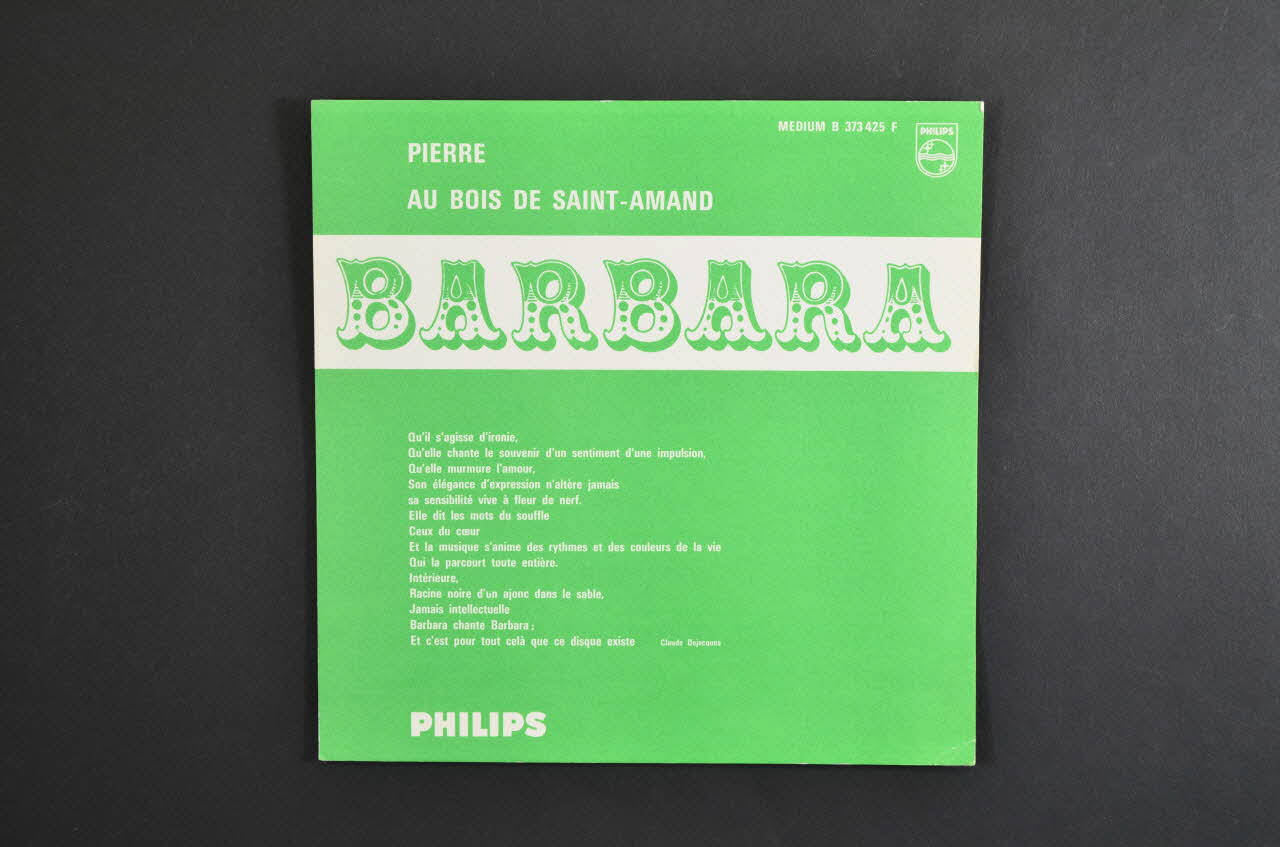 MEDIUM B 373 425 F
PHILIPS
PIERRE
AU BOIS DE SAINT-AMAND
BARBARA
Qu'il s'agisse d'ironie,
Qu'elle chante le souvenir d'un sentiment d'une impulsion,
Qu'elle murmure l'amour,
Son élégance d'expression n'altère jamais
sa sensibilité vive à fleur de nerf.
Elle dit les mots du souffle
Ceux du cœur
Et la musique s'anime des rythmes et des couleurs de la vie
Qui la parcourt toute entière.
Intérieure,
Racine noire d'un ajonc dans le sable,
Jamais intellectuelle
Barbara chante Barbara ;
Et c'est pour tout celà que ce disque existe Claude Dejacques
PHILIPS